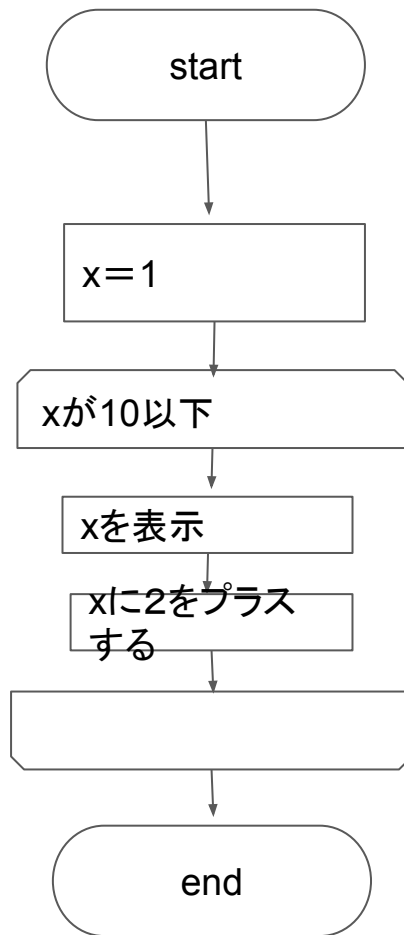 start
x＝1
xが10以下
xを表示
xに2をプラス
する
end